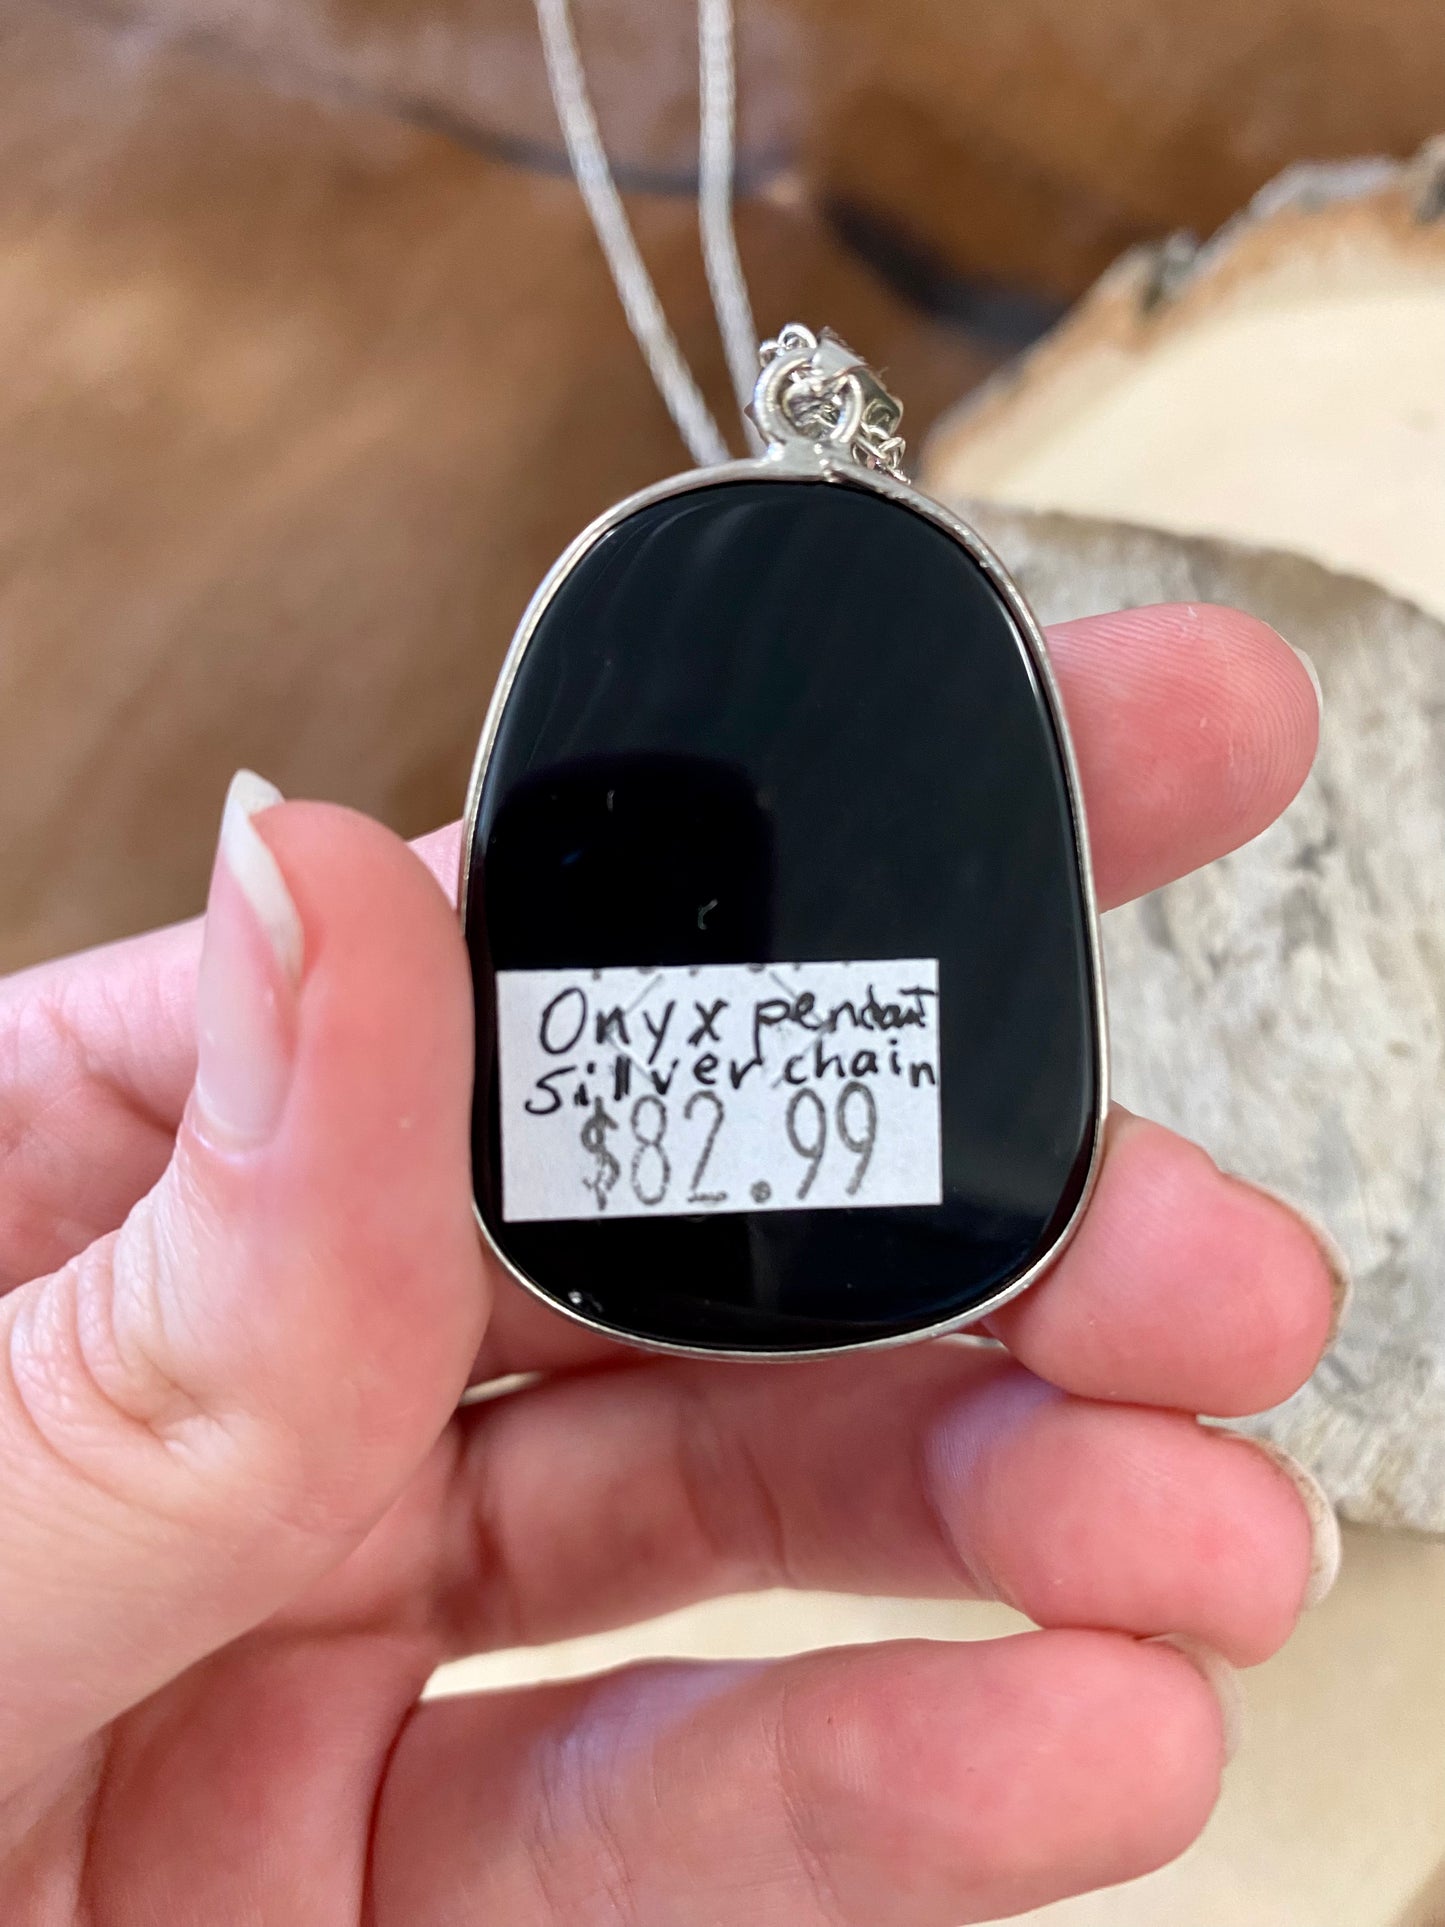 Onyx pendant
Sillver chain
$82.99